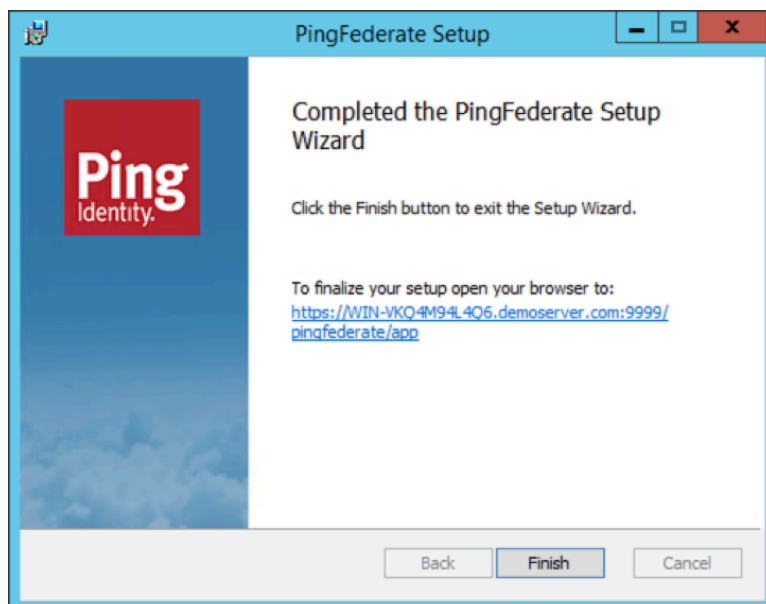 PingFederate Setup
Ping
Identity.
Completed the PingFederate Setup
Wizard
Click the Finish button to exit the Setup Wizard.
To finalize your setup open your browser to:
https://WIN-VKQ4M94L4Q6.demoserver.com:9999/
pingfederate/app
Back
Finish
Cancel